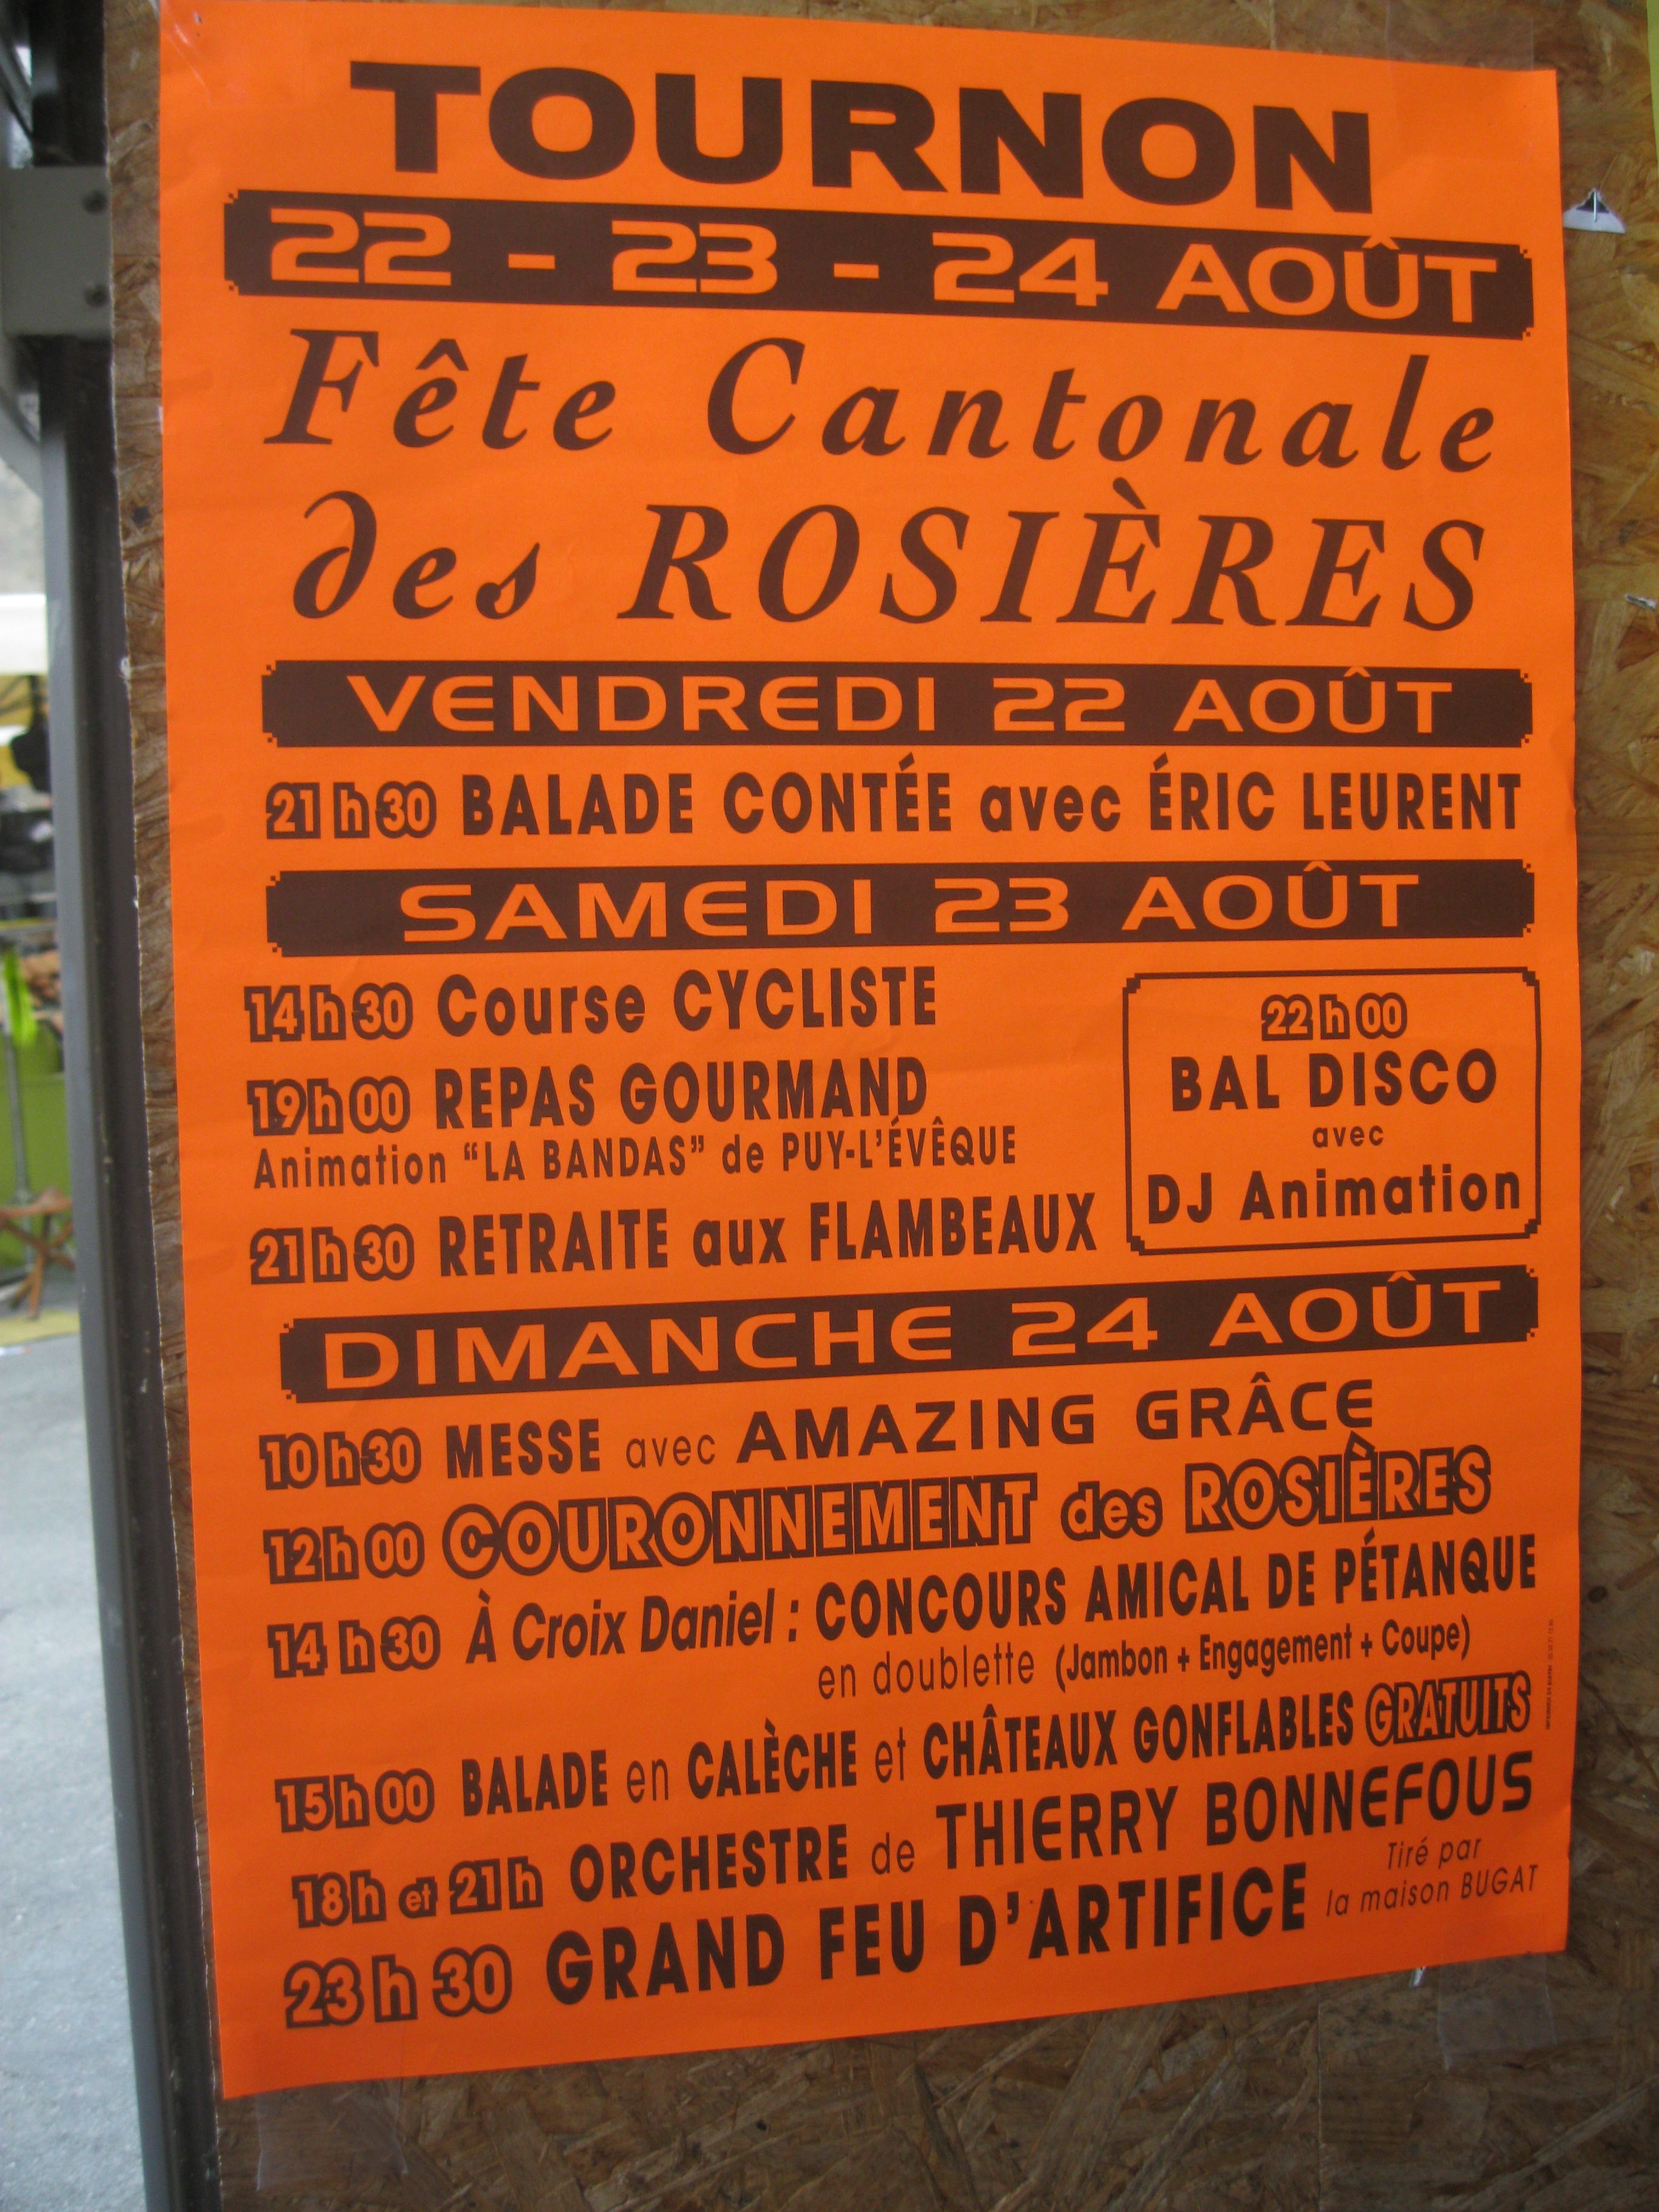 TOURNON
22 - 23 - 24 AOÛT
Fête Cantonale
des ROSIÈRES
VENDREDI 22 AOÛT
21 h 30 BALADE CONTÉE avec ÉRIC LEURENT
SAMEDI 23 AOÛT
14 h 30 Course CYCLISTE
19 h 00 REPAS GOURMAND
Animation “LA BANDAS” de PUY-L’ÉVÊQUE
21 h 30 RETRAITE aux FLAMBEAUX
22 h 00
BAL DISCO
avec
DJ Animation
DIMANCHE 24 AOÛT
10 h 30 MESSE avec AMAZING GRÂCE
12 h 00 COURONNEMENT des ROSIÈRES
14 h 30 À Croix Daniel : CONCOURS AMICAL DE PÉTANQUE
en doublette (Jambon + Engagement + Coupe)
15 h 00 BALADE en CALÈCHE et CHÂTEAUX GONFLABLES GRATUITS
18 h et 21 h ORCHESTRE de THIERRY BONNEFOUS
23 h 30 GRAND FEU D’ARTIFICE
Tiré par
la maison BUGAT